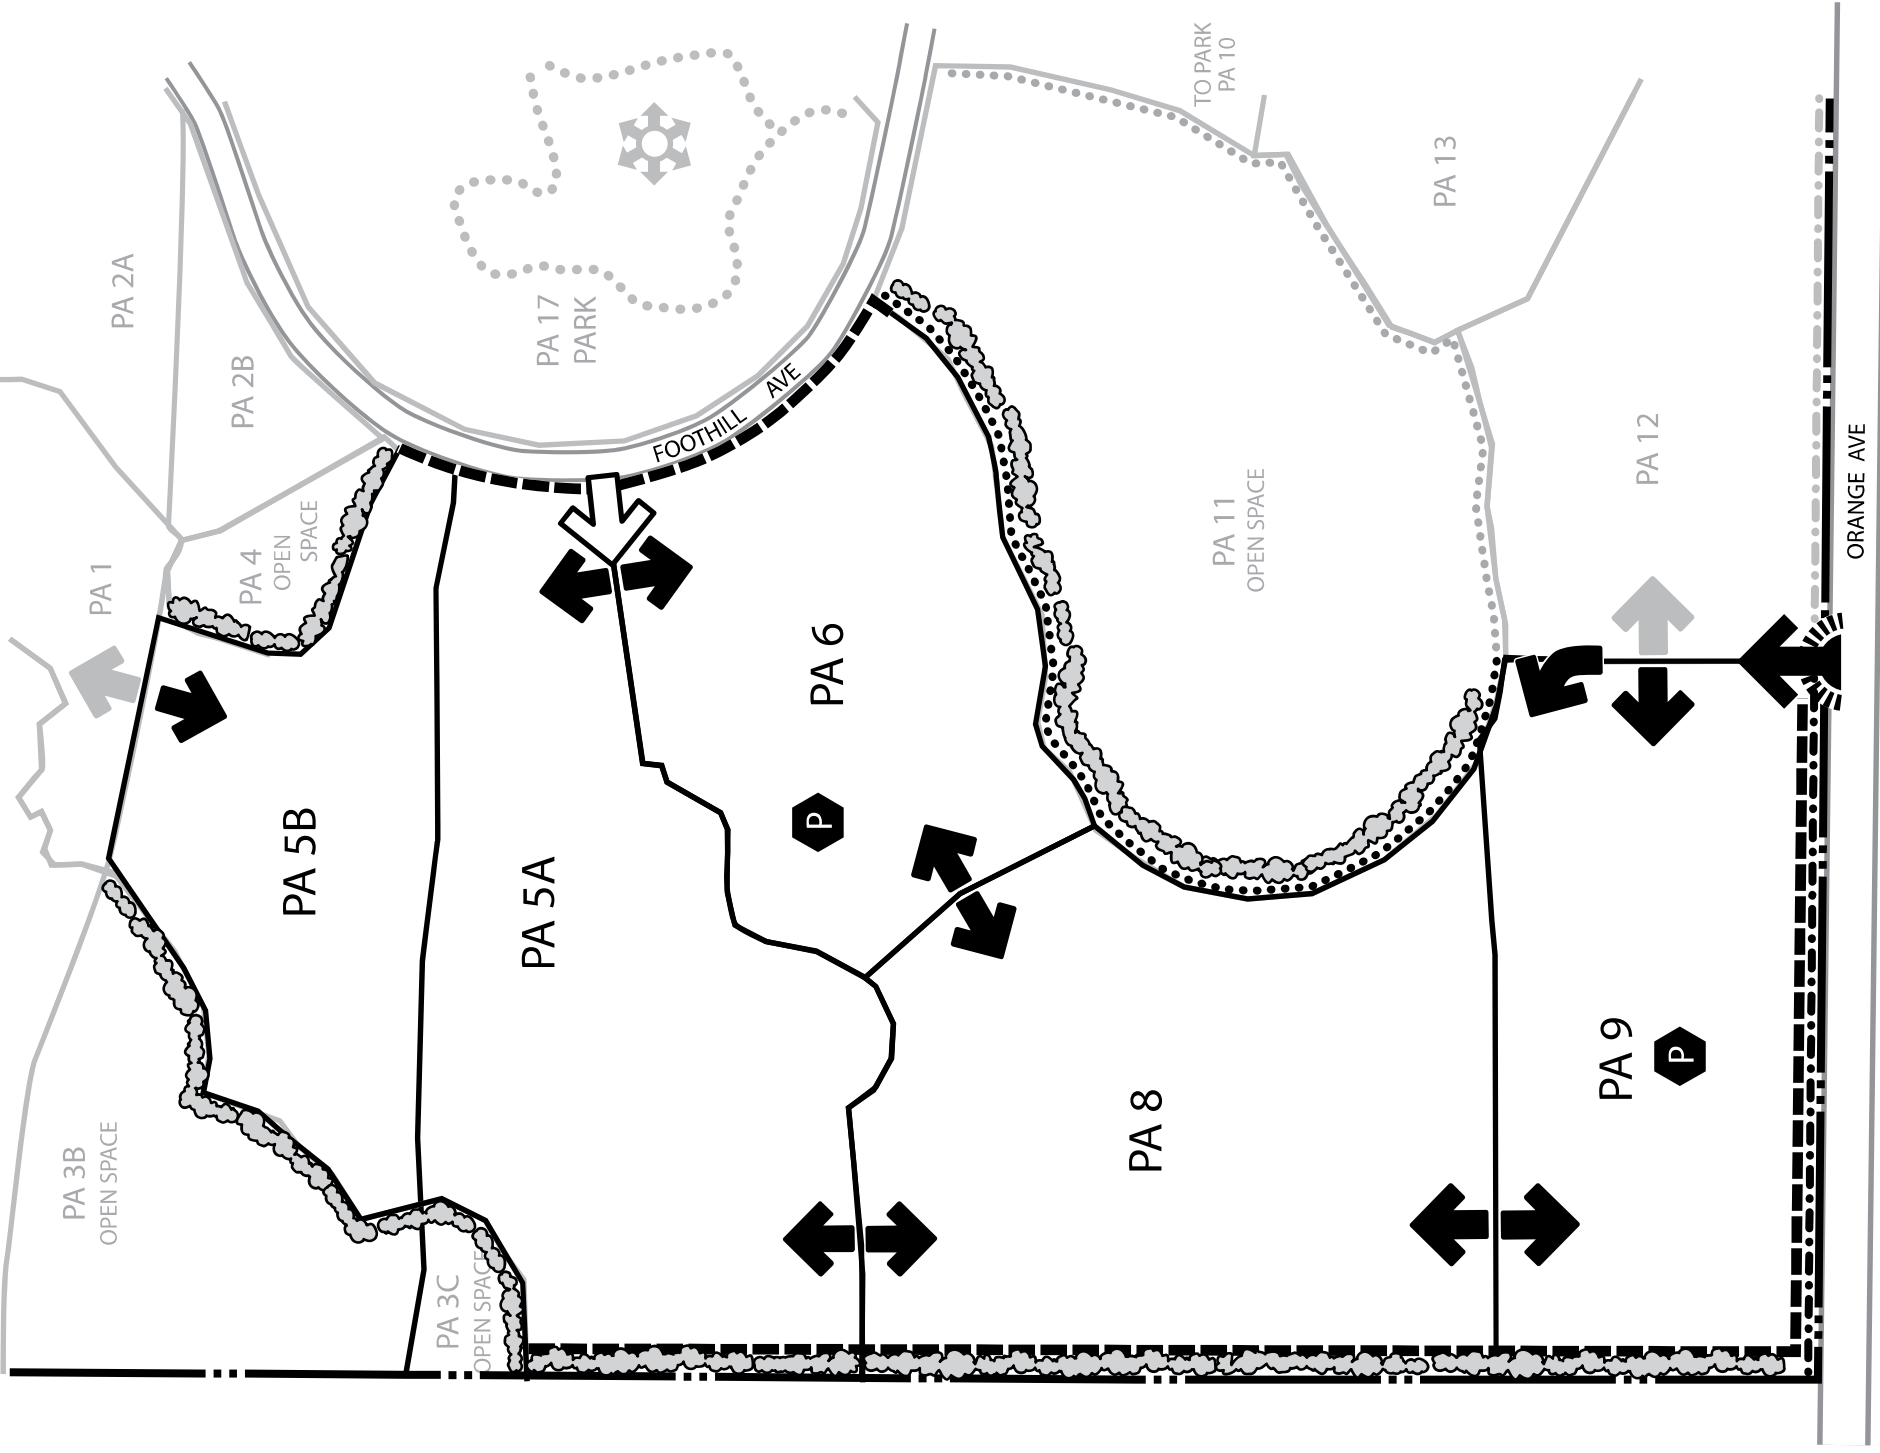 PA 1
PA 2A
PA 2B
PA 4
OPEN
SPACE
PA 17
PARK
FOOTHILL AVE
TO PARK
PA 10
PA 13
PA 12
PA 11
OPEN SPACE
ORANGE AVE
PA 5B
PA 5A
PA 6
P
PA 8
PA 9
P
PA 3B
OPEN SPACE
PA 3C
OPEN SPACE